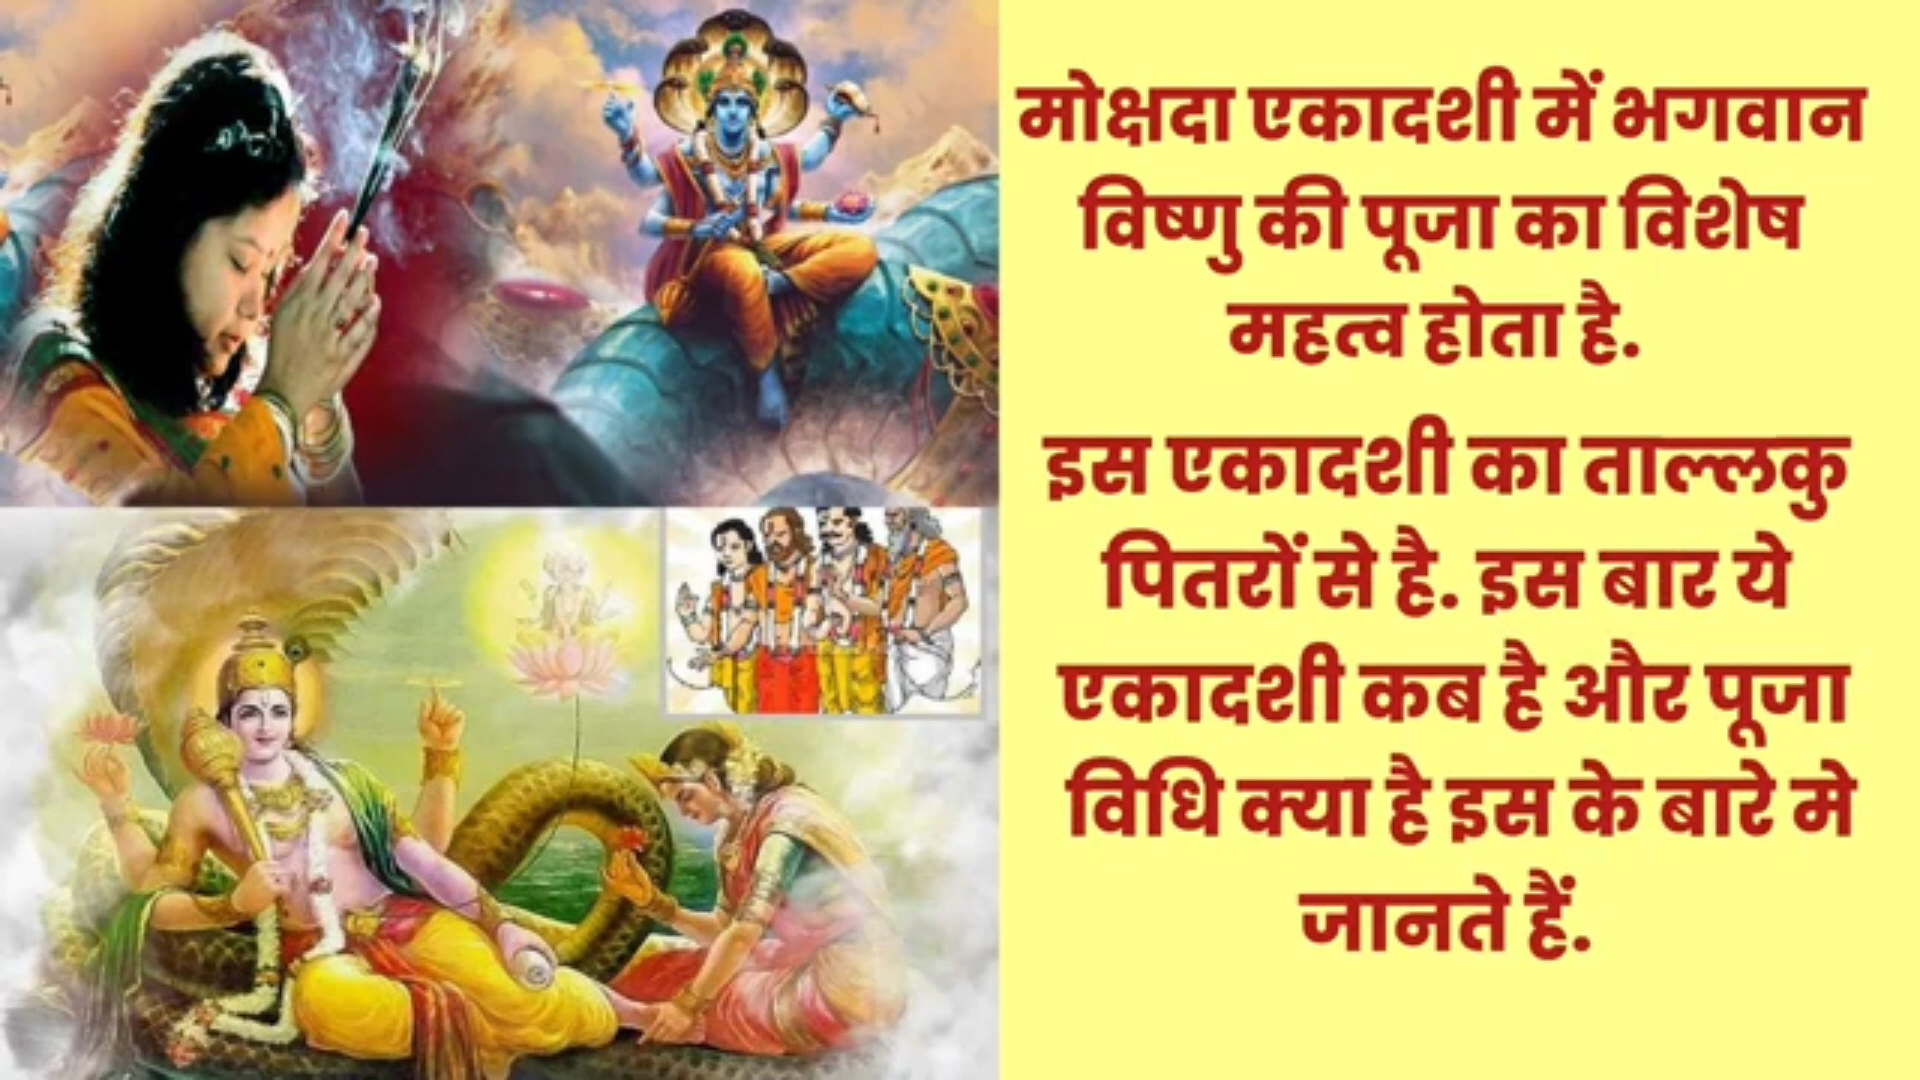 मोक्षदा एकादशी में भगवान
विष्णु की पूजा का विशेष
महत्व होता है.
इस एकादशी का ताल्लकु
पितरों से है. इस बार ये
एकादशी कब है और पूजा
विधि क्या है इस के बारे मे
जानते हैं.